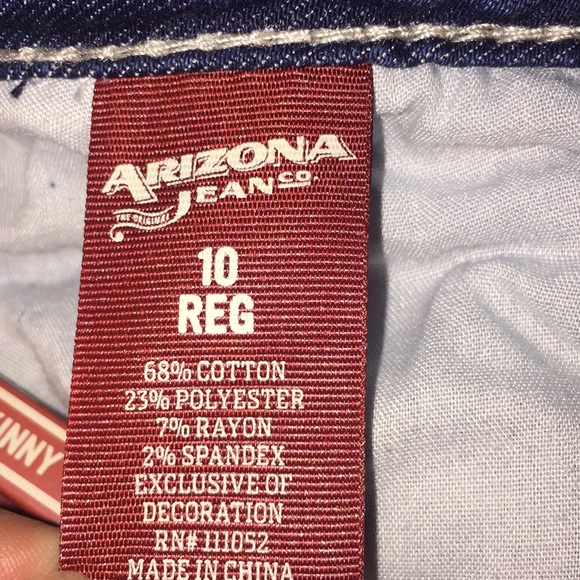 ARIZONA
THE ORIGINAL JEAN CO
10
REG
68% COTTON
23% POLYESTER
7% RAYON
2% SPANDEX
EXCLUSIVE OF
DECORATION
RN# 111052
MADE IN CHINA